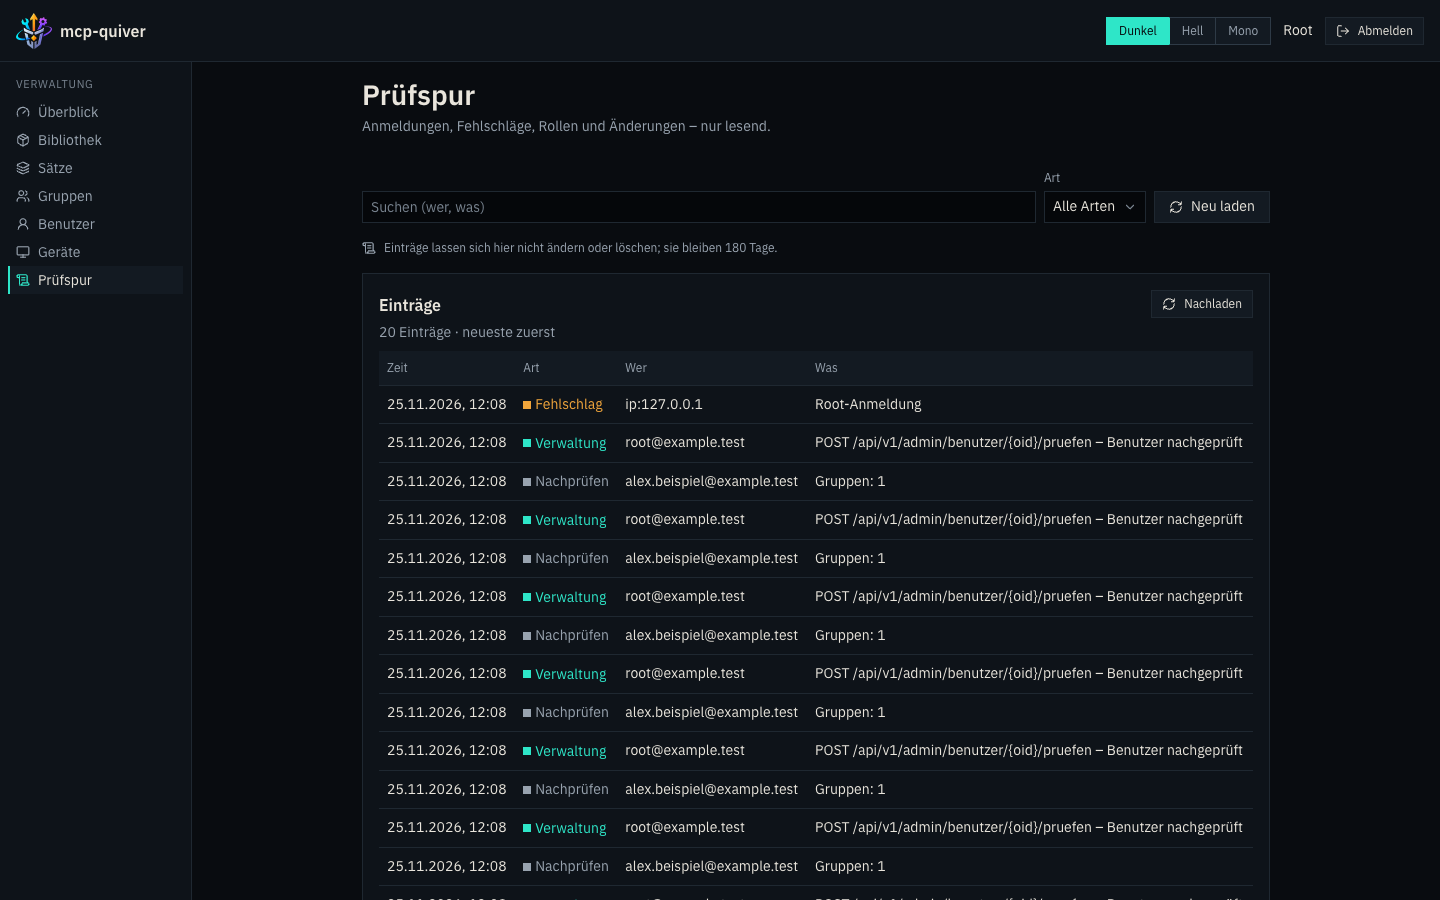 mcp-quiver
Dunkel Hell Mono Root Abmelden
VERWALTUNG
Überblick
Bibliothek
Sätze
Gruppen
Benutzer
Geräte
Prüfspur
Prüfspur
Anmeldungen, Fehlschläge, Rollen und Änderungen – nur lesend.
Art
Suchen (wer, was) Alle Arten Neu laden
Einträge lassen sich hier nicht ändern oder löschen; sie bleiben 180 Tage.
Einträge Nachladen
20 Einträge · neueste zuerst
Zeit Art Wer Was
25.11.2026, 12:08 Fehlschlag ip:127.0.0.1 Root-Anmeldung
25.11.2026, 12:08 Verwaltung root@example.test POST /api/v1/admin/benutzer/{oid}/pruefen – Benutzer nachgeprüft
25.11.2026, 12:08 Nachprüfen alex.beispiel@example.test Gruppen: 1
25.11.2026, 12:08 Verwaltung root@example.test POST /api/v1/admin/benutzer/{oid}/pruefen – Benutzer nachgeprüft
25.11.2026, 12:08 Nachprüfen alex.beispiel@example.test Gruppen: 1
25.11.2026, 12:08 Verwaltung root@example.test POST /api/v1/admin/benutzer/{oid}/pruefen – Benutzer nachgeprüft
25.11.2026, 12:08 Nachprüfen alex.beispiel@example.test Gruppen: 1
25.11.2026, 12:08 Verwaltung root@example.test POST /api/v1/admin/benutzer/{oid}/pruefen – Benutzer nachgeprüft
25.11.2026, 12:08 Nachprüfen alex.beispiel@example.test Gruppen: 1
25.11.2026, 12:08 Verwaltung root@example.test POST /api/v1/admin/benutzer/{oid}/pruefen – Benutzer nachgeprüft
25.11.2026, 12:08 Nachprüfen alex.beispiel@example.test Gruppen: 1
25.11.2026, 12:08 Verwaltung root@example.test POST /api/v1/admin/benutzer/{oid}/pruefen – Benutzer nachgeprüft
25.11.2026, 12:08 Nachprüfen alex.beispiel@example.test Gruppen: 1